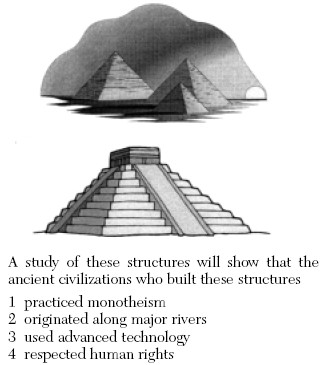 A study of these structures will show that the
ancient civilizations who built these structures
1 practiced monotheism
2 originated along major rivers
3 used advanced technology
4 respected human rights